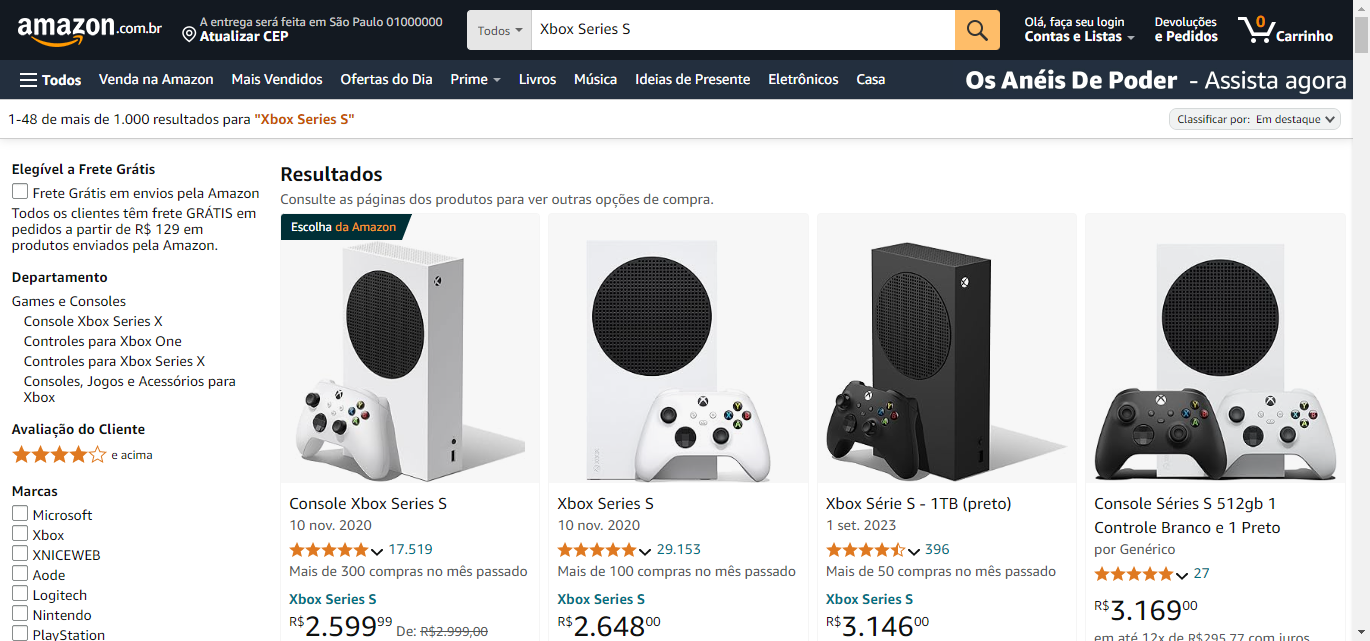 amazon.com.br
A entrega será feita em São Paulo 01000000
Atualizar CEP
Todos
Xbox Series S
Olá, faça seu login
Contas e Listas
Devoluções
e Pedidos
0
Carrinho
Todos
Venda na Amazon
Mais Vendidos
Ofertas do Dia
Prime
Livros
Música
Ideias de Presente
Eletrônicos
Casa
Os Anéis De Poder - Assista agora
1-48 de mais de 1.000 resultados para "Xbox Series S"
Classificar por: Em destaque
Elegível a Frete Grátis
Frete Grátis em envios pela Amazon
Todos os clientes têm frete GRÁTIS em
pedidos a partir de R$ 129 em
produtos enviados pela Amazon.
Departamento
Games e Consoles
Console Xbox Series X
Controles para Xbox One
Controles para Xbox Series X
Consoles, Jogos e Acessórios para
Xbox
Avaliação do Cliente
e acima
Marcas
Microsoft
Xbox
XNICEWEB
Aode
Logitech
Nintendo
PlayStation
Resultados
Consulte as páginas dos produtos para ver outras opções de compra.
Escolha da Amazon
Console Xbox Series S
10 nov. 2020
17.519
Mais de 300 compras no mês passado
Xbox Series S
R$2.59999 De: R$2.999,00
Xbox Series S
10 nov. 2020
29.153
Mais de 100 compras no mês passado
Xbox Series S
R$2.64800
Xbox Série S - 1TB (preto)
1 set. 2023
396
Mais de 50 compras no mês passado
Xbox Series S
R$3.14600
Console Séries S 512gb 1
Controle Branco e 1 Preto
por Genérico
27
R$3.16900
em até 12x de R$295,77 com juros